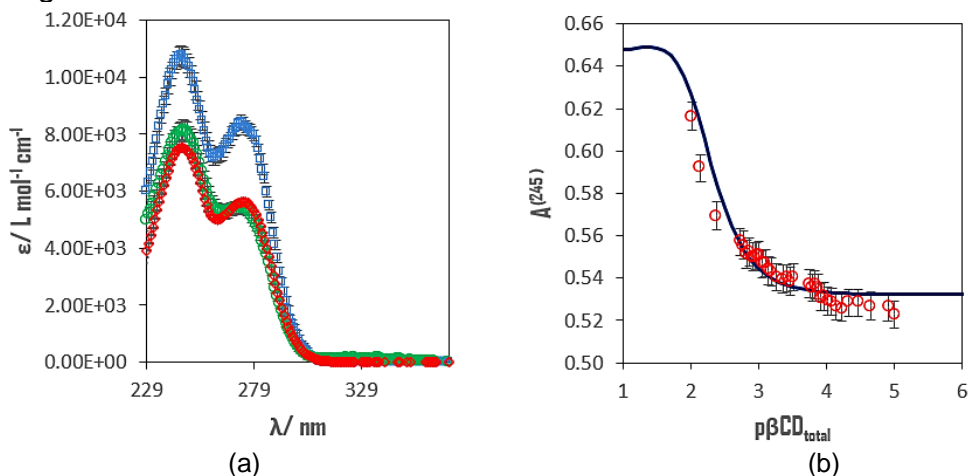 1.20E+04
1.00E+04
8.00E+03
6.00E+03
4.00E+03
2.00E+03
0.00E+00
229 279 329
ε/ L mol⁻¹ cm⁻¹
λ/ nm
(a)
0.66
0.64
0.62
0.60
0.58
0.56
0.54
0.52
0.50
1 2 3 4 5 6
A⁽²⁴⁵⁾
pβCDtotal
(b)